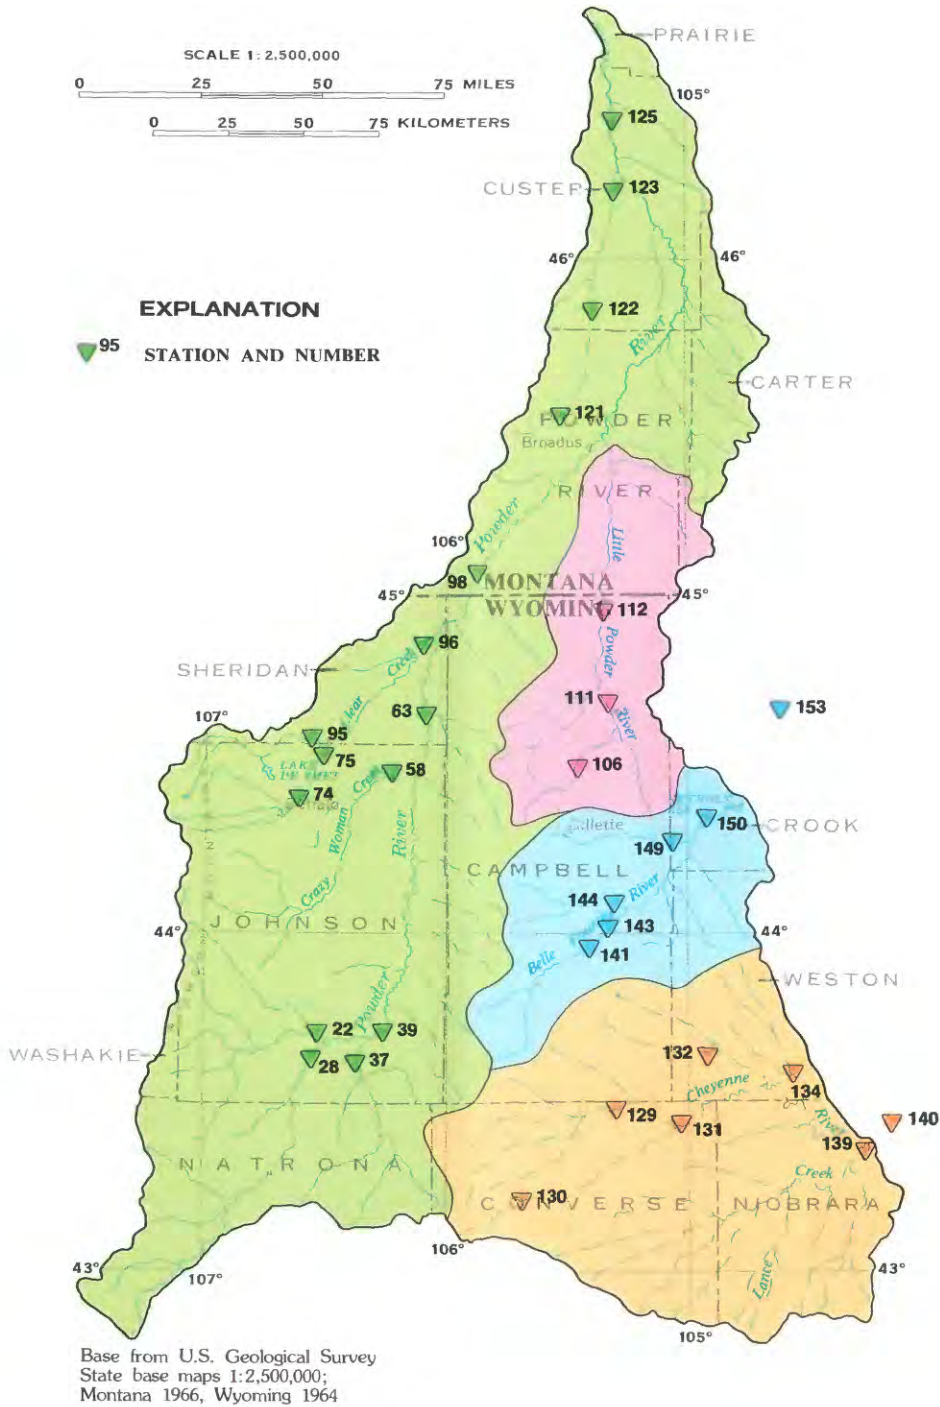 SCALE 1:2,500,000
0 25 50 75 MILES
0 25 50 75 KILOMETERS
PRAIRIE
105°
125
CUSTER
123
46°
46°
EXPLANATION
122
95 STATION AND NUMBER
River
CARTER
121
POWDER
Broadus
RIVER
Powder
Little
106°
98
MONTANA
45°
45°
WYOMING
112
96
Creek
Powder
SHERIDAN
111
153
63
River
107°
95
Clear
75
LAKE
DE SMET
Creek
58
106
74
Buffalo
150
River
Gillette
CROOK
Woman
149
CAMPBELL
144
River
Crazy
JOHNSON
143
44°
44°
Belle
141
WESTON
Powder
22
39
WASHAKIE
28
37
132
134
Cheyenne
129
131
140
River
139
NATRONA
Creek
130
CONVERSE
NIOBRARA
106°
43°
107°
43°
Lance
105°
Base from U.S. Geological Survey
State base maps 1:2,500,000;
Montana 1966, Wyoming 1964